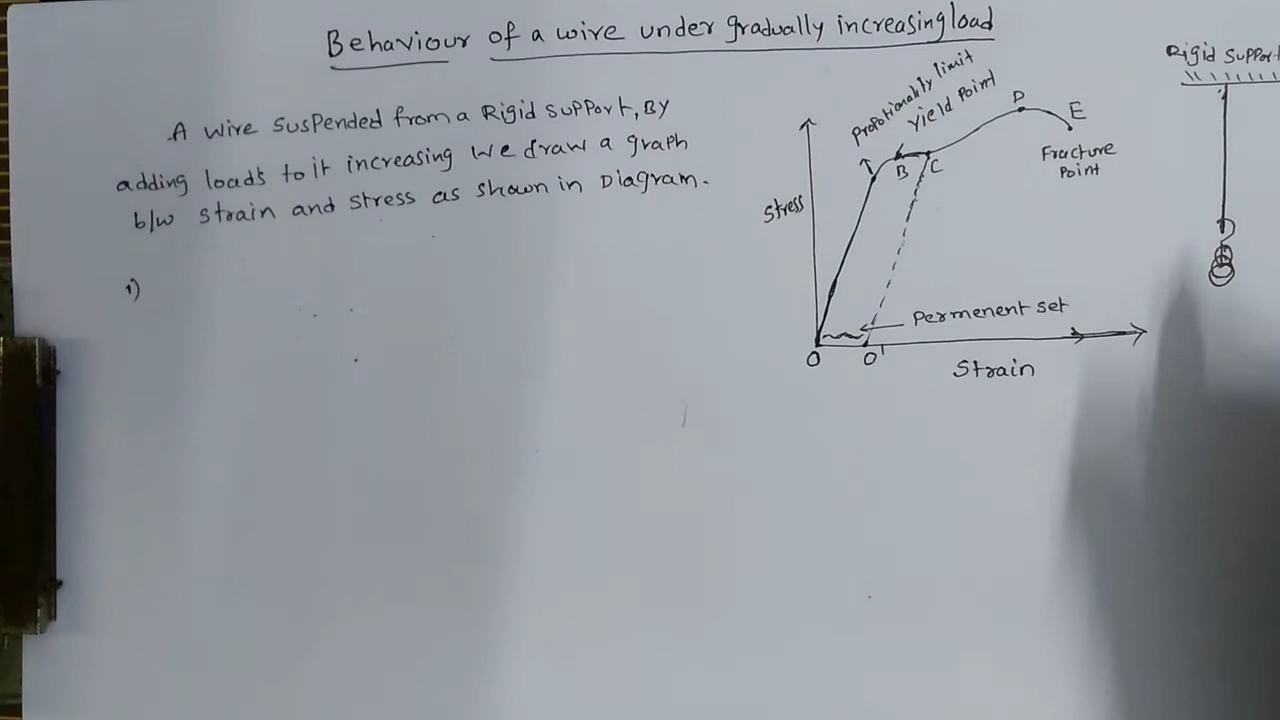 Behaviour of a wire under gradually increasing load
A wire suspended from a Rigid support, By
adding loads to it increasing we draw a graph
b/w strain and stress as shown in Diagram.
1)
Rigid support
Propotionably limit
Yield Point
D
E
Fracture
Point
B
C
Stress
Permenent set
O
O'
Strain